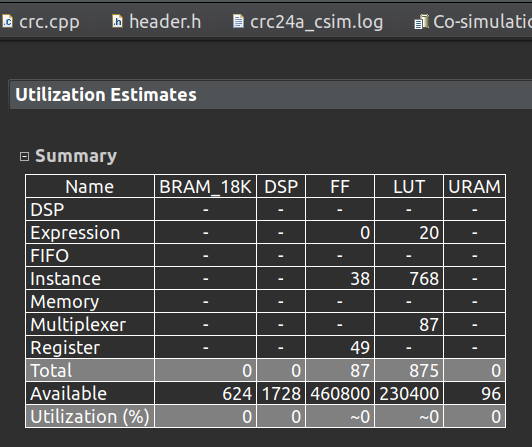 crc.cpp header.h crc24a_csim.log Co-simulatio
Utilization Estimates
Summary
Name BRAM_18K DSP FF LUT URAM
DSP - - - - -
Expression - - 0 20 -
FIFO - - - - -
Instance - - 38 768 -
Memory - - - - -
Multiplexer - - - 87 -
Register - - 49 - -
Total 0 0 87 875 0
Available 624 1728 460800 230400 96
Utilization (%) 0 0 ~0 ~0 0